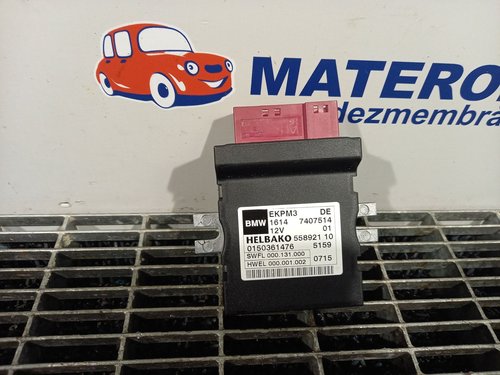 MATERO
dezmembra
BMW
EKPM3 DE
1614 7407514
12V 01
HELBAKO 558921 10
0150361476 5159
SWFL 000.131.000
HWEL 000.001.002 0715